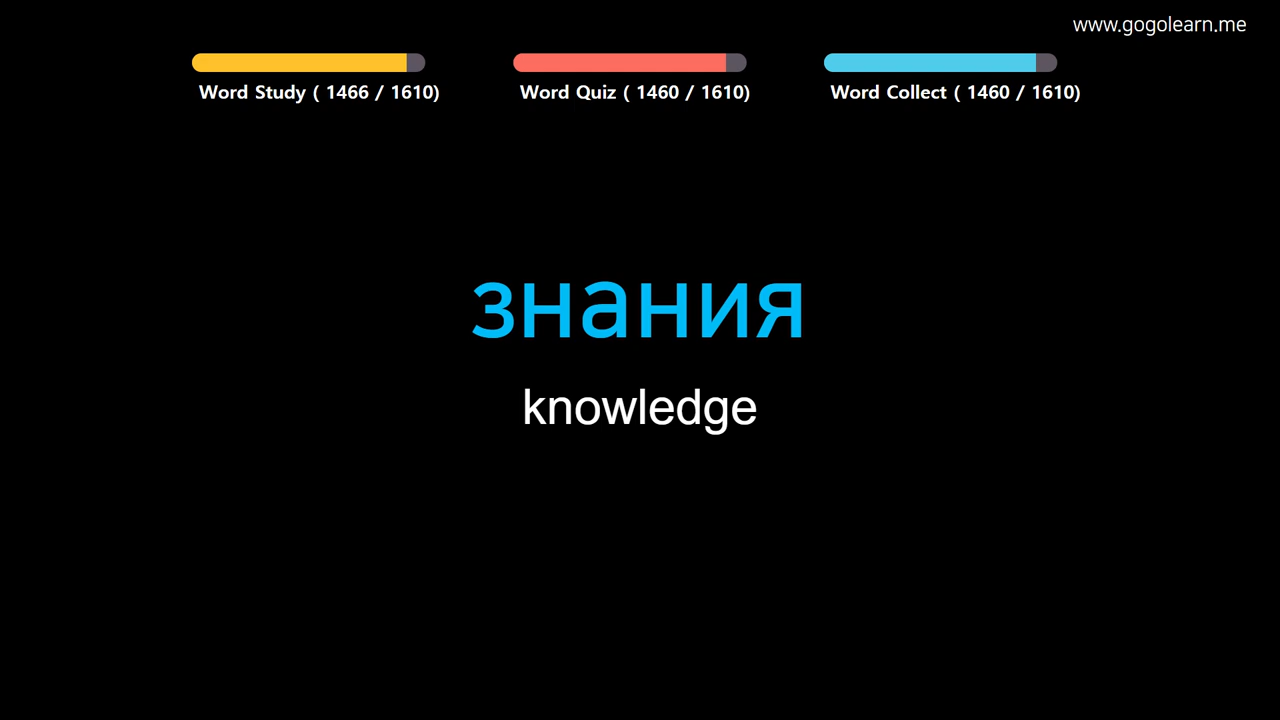 www.gogolearn.me
Word Study ( 1466 / 1610)
Word Quiz ( 1460 / 1610)
Word Collect ( 1460 / 1610)
знания
knowledge